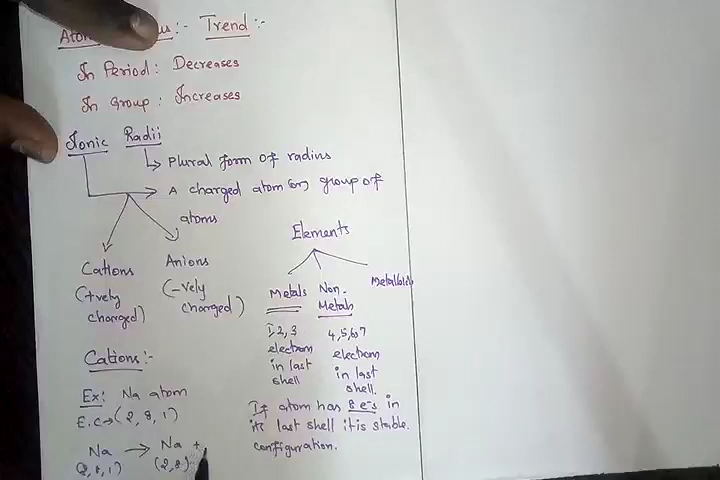 Trend :-
In Period : Decreases
In group : Increases
Ionic Radii
Plural form of radius
A charged atom (or) group of
atoms
Elements
Cations
(+vely
charged)
Anions
(-vely
charged)
Metals
1, 2, 3
electron
in last
shell
Non-
Metals
4, 5, 6, 7
electron
in last
shell.
Metalloids
Cations :-
Ex : Na atom
E.C → (2, 8, 1)
Na → Na +
(2, 8, 1) (2, 8)
If atom has 8 e-s in
its last shell it is stable.
configuration.